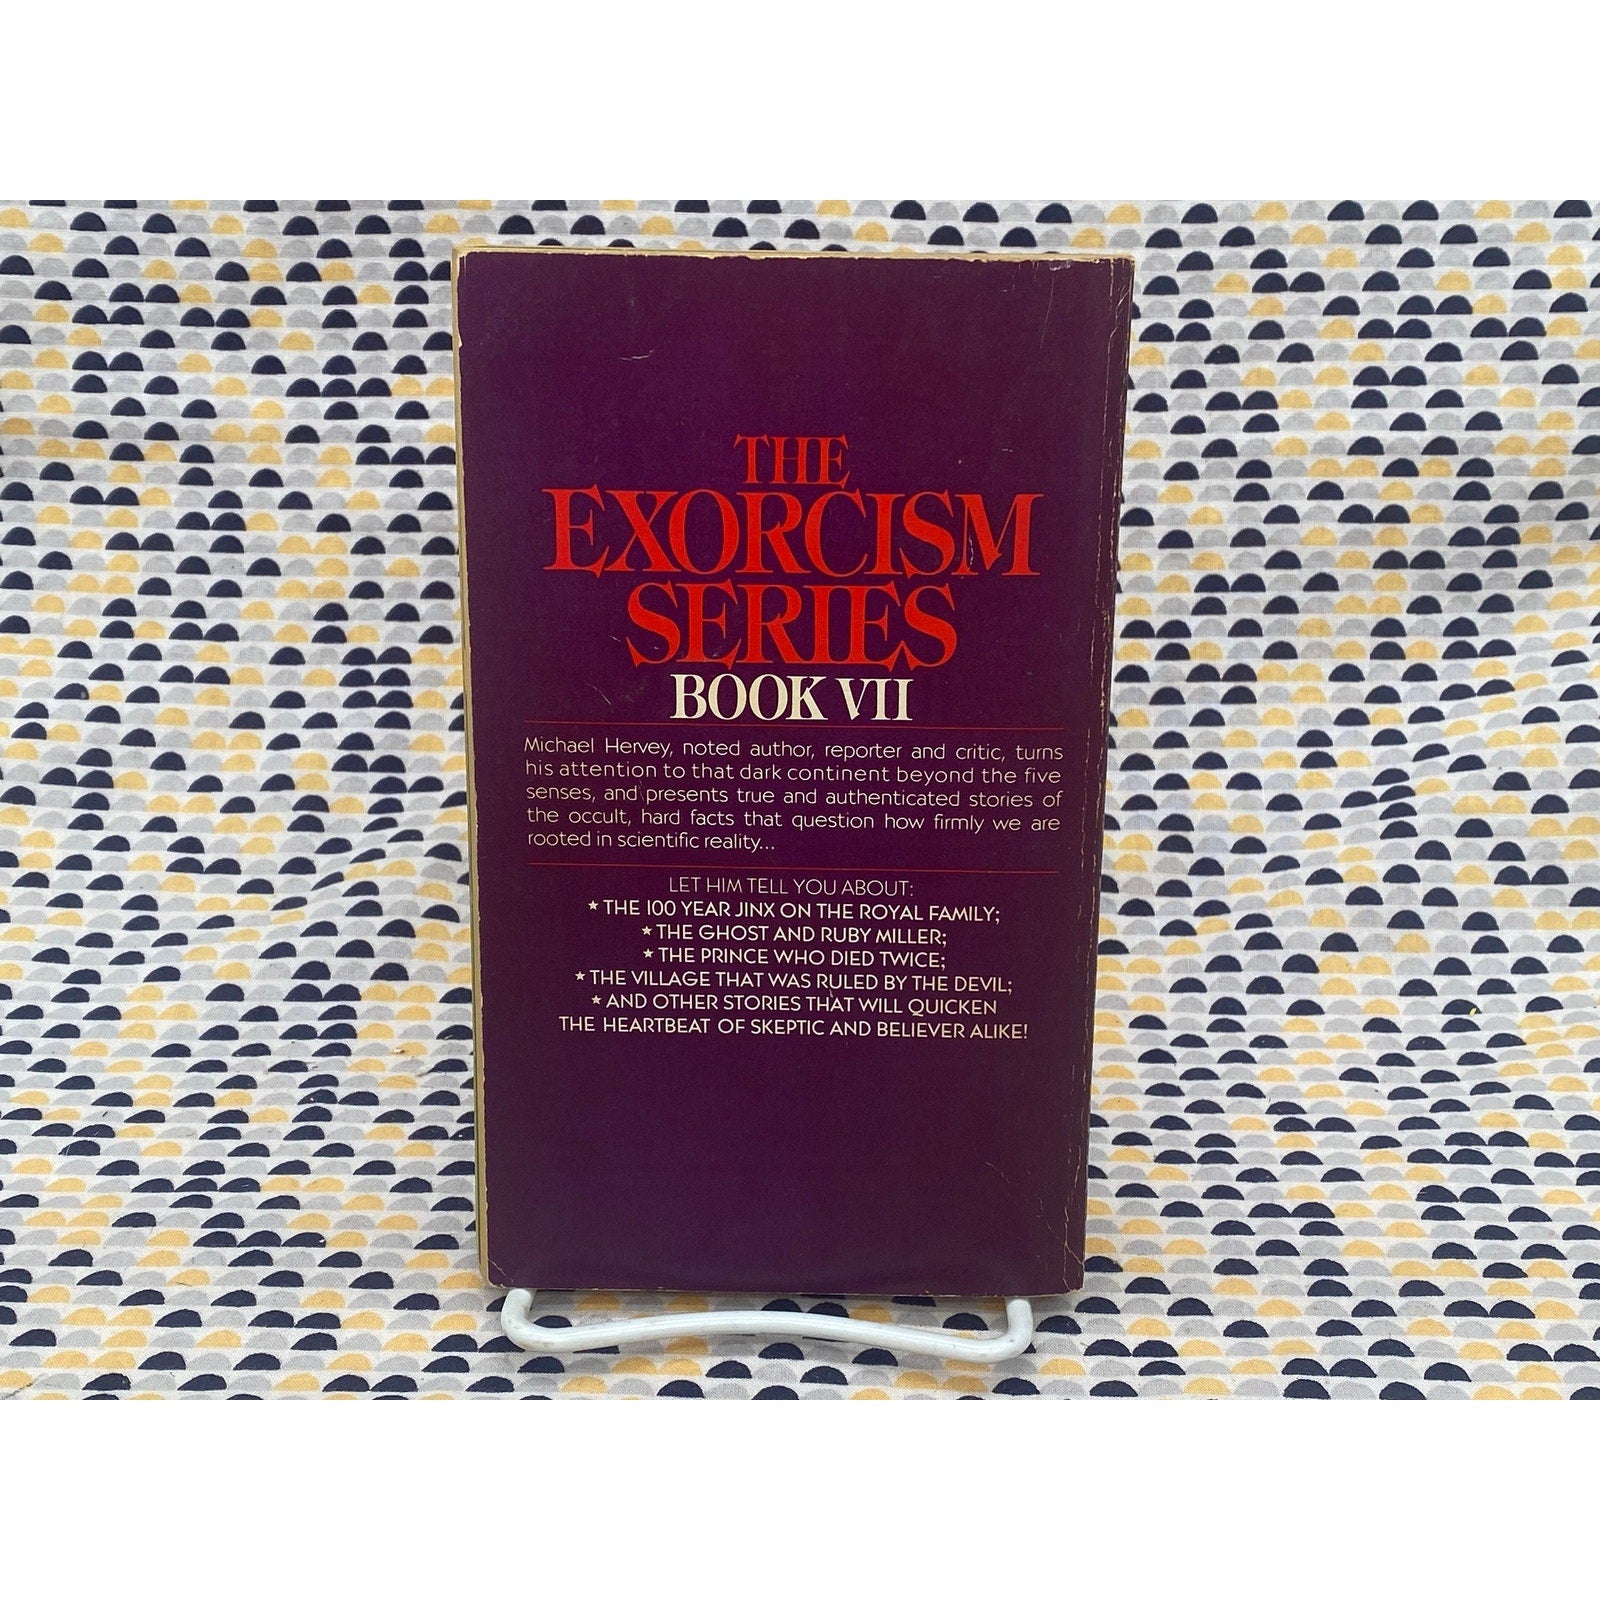 THE
EXORCISM
SERIES
BOOK VII
Michael Hervey, noted author, reporter and critic, turns
his attention to that dark continent beyond the five
senses, and presents true and authenticated stories of
the occult, hard facts that question how firmly we are
rooted in scientific reality...
LET HIM TELL YOU ABOUT:
★ THE 100 YEAR JINX ON THE ROYAL FAMILY;
★ THE GHOST AND RUBY MILLER;
★ THE PRINCE WHO DIED TWICE;
★ THE VILLAGE THAT WAS RULED BY THE DEVIL;
★ AND OTHER STORIES THAT WILL QUICKEN
THE HEARTBEAT OF SKEPTIC AND BELIEVER ALIKE!